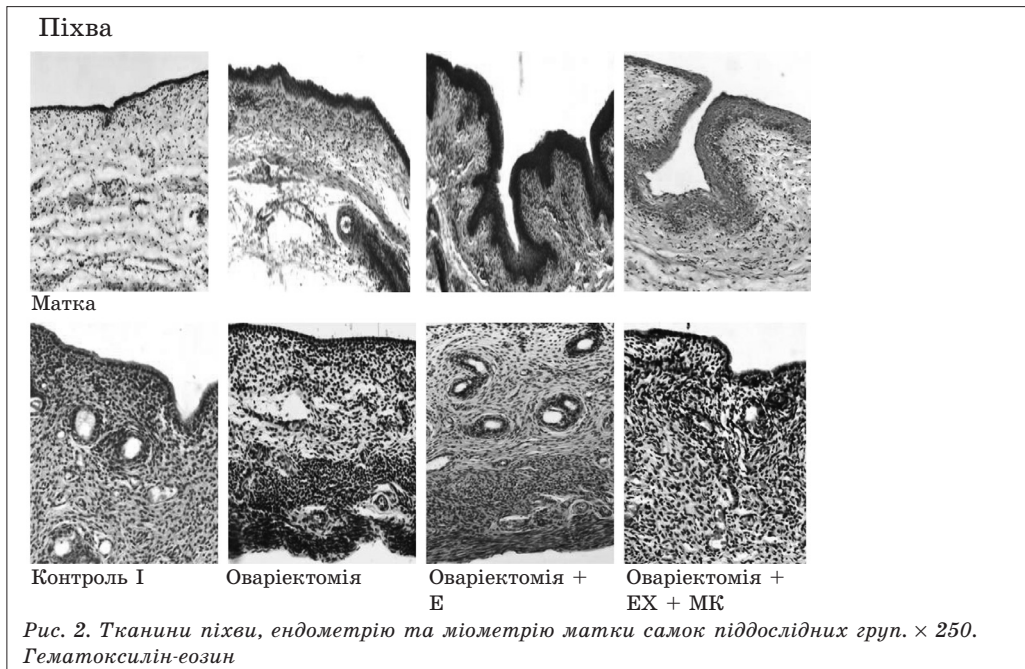 Піхва
Матка
Контроль I
Оваріектомія
Оваріектомія +
Е
Оваріектомія +
ЕХ + МК
Рис. 2. Тканини піхви, ендометрію та міометрію матки самок піддослідних груп. × 250.
Гематоксилін-еозин